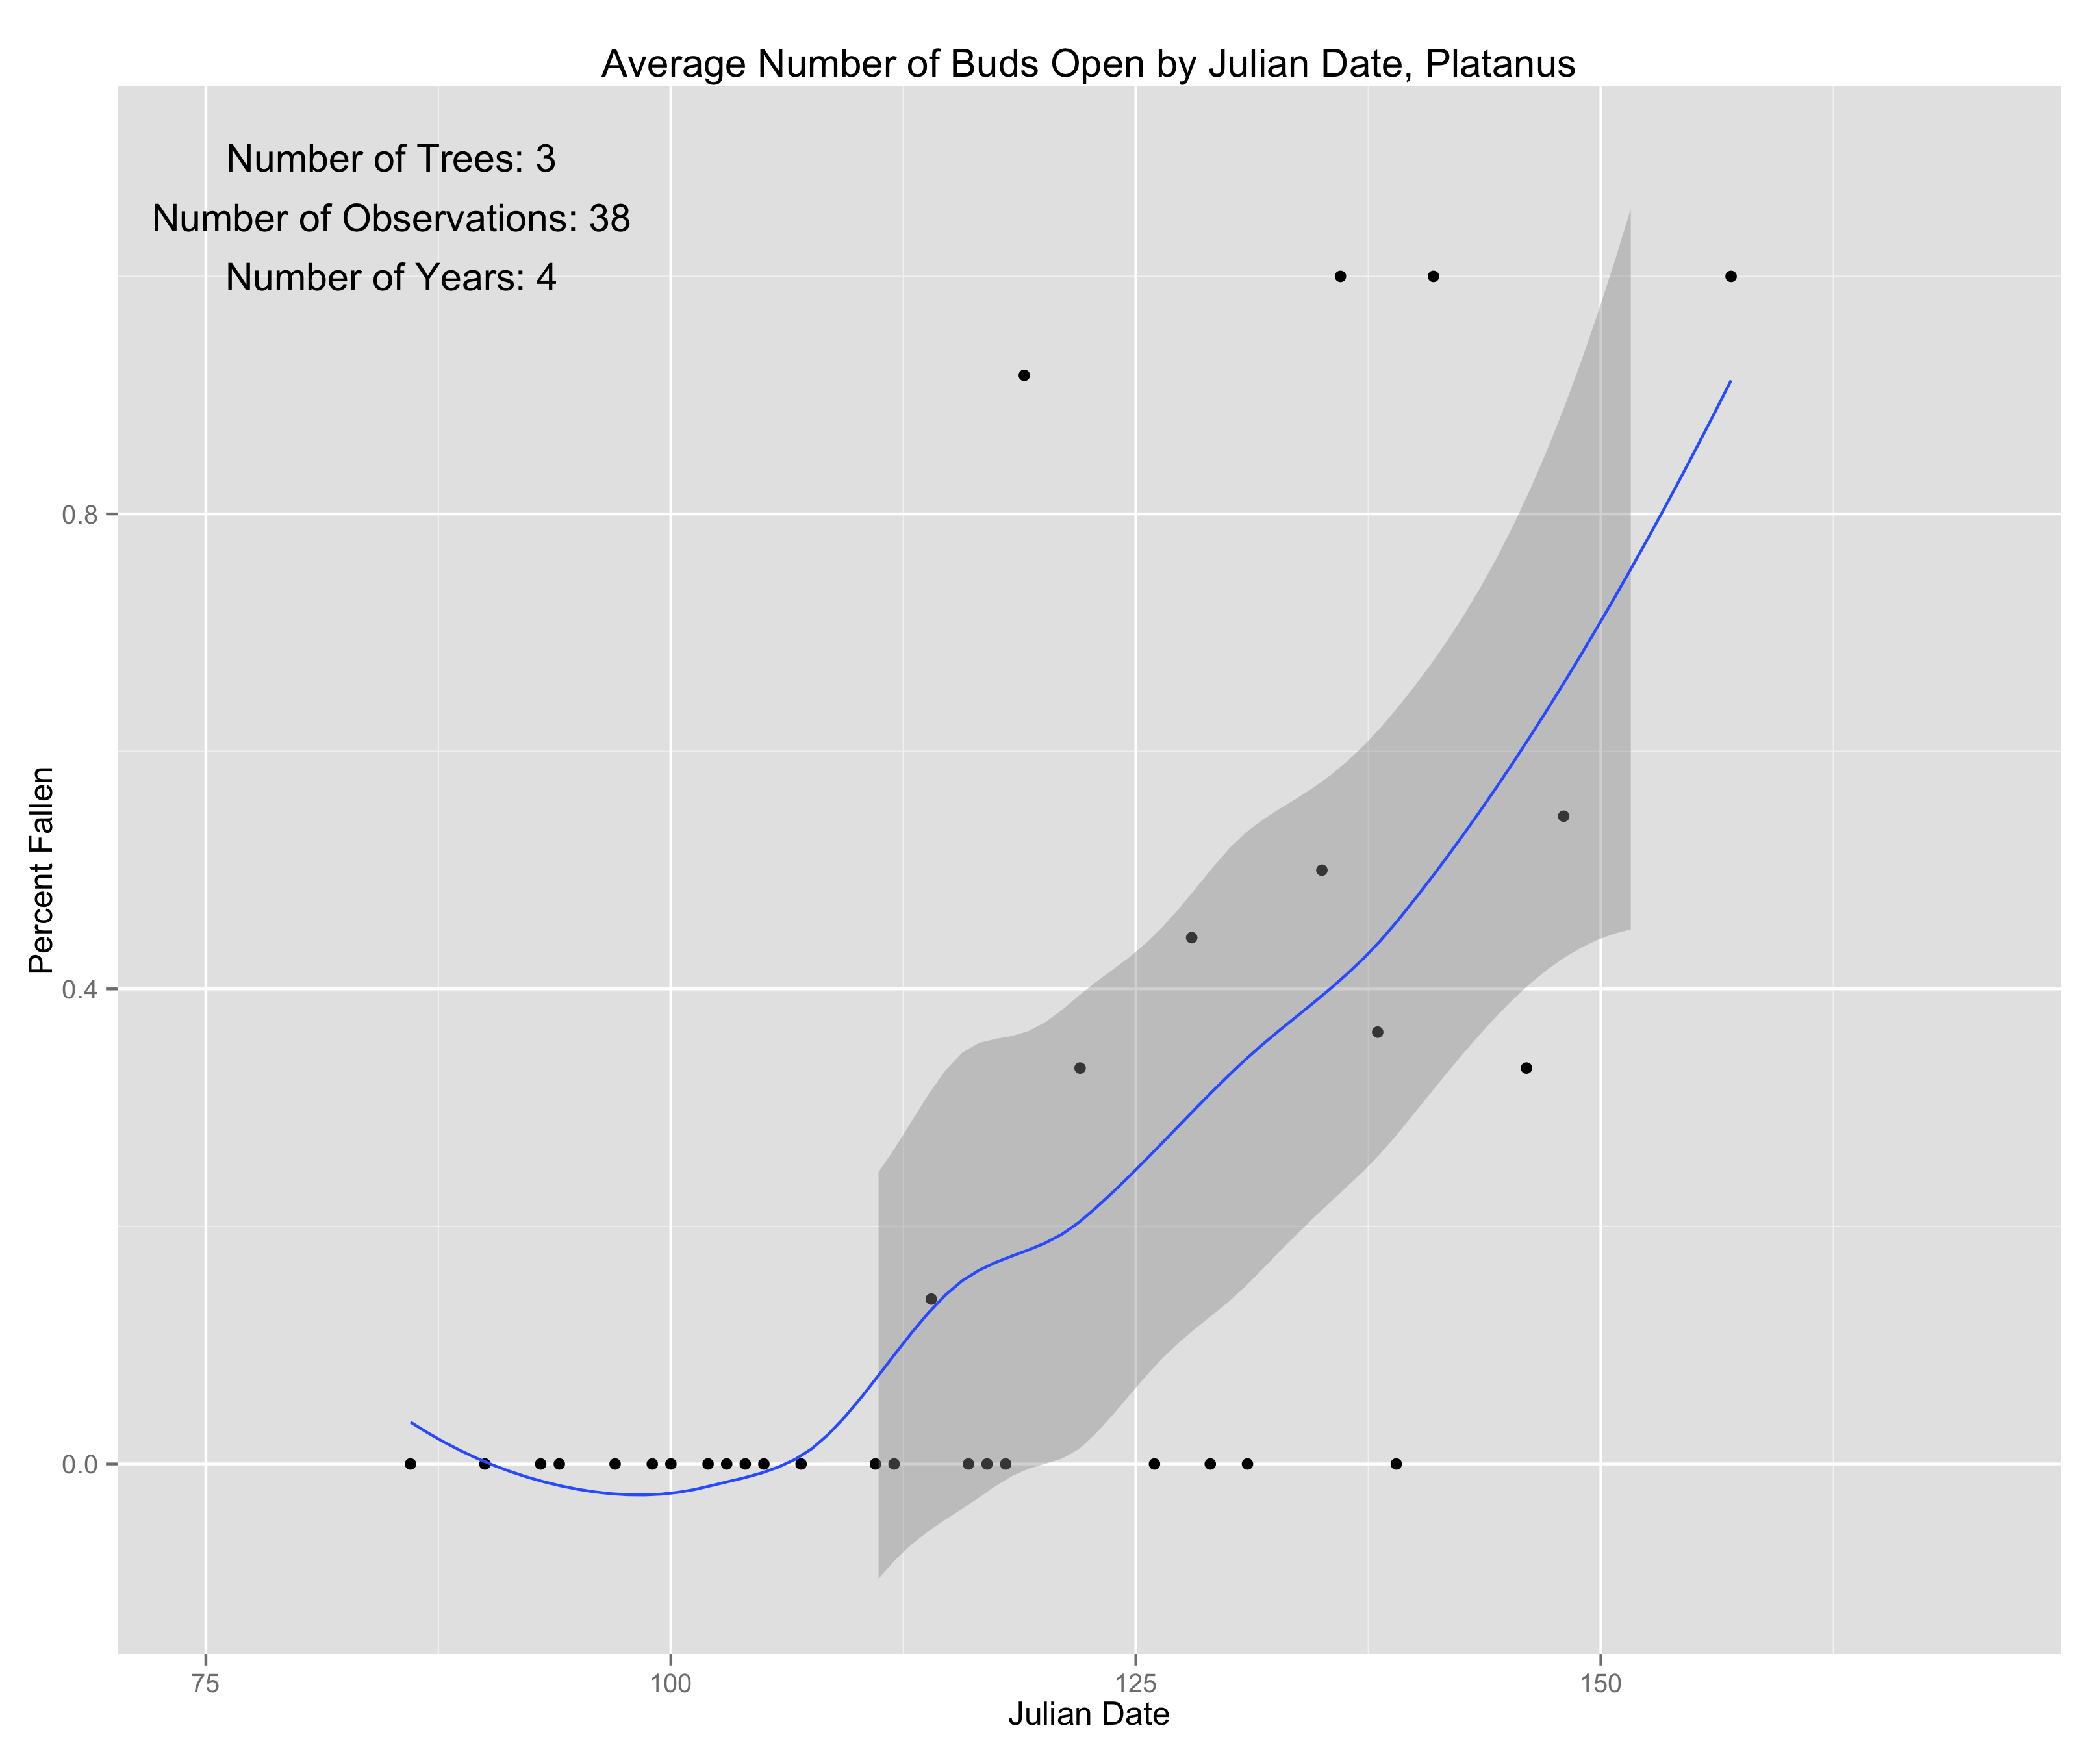 Average Number of Buds Open by Julian Date, Platanus
Number of Trees: 3
Number of Observations: 38
Number of Years: 4
Percent Fallen
0.8
0.4
0.0
75
100
125
150
Julian Date